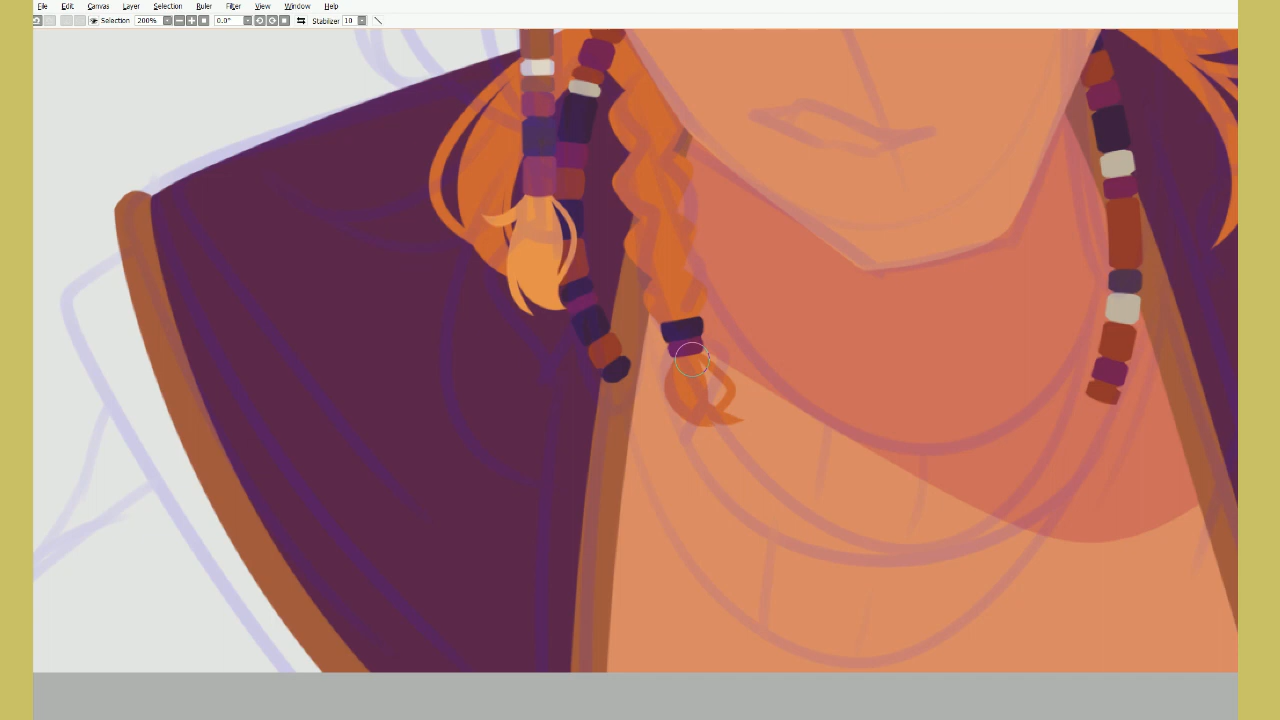 File Edit Canvas Layer Selection Ruler Filter View Window Help
Selection 200% 0.0° Stabilizer 10